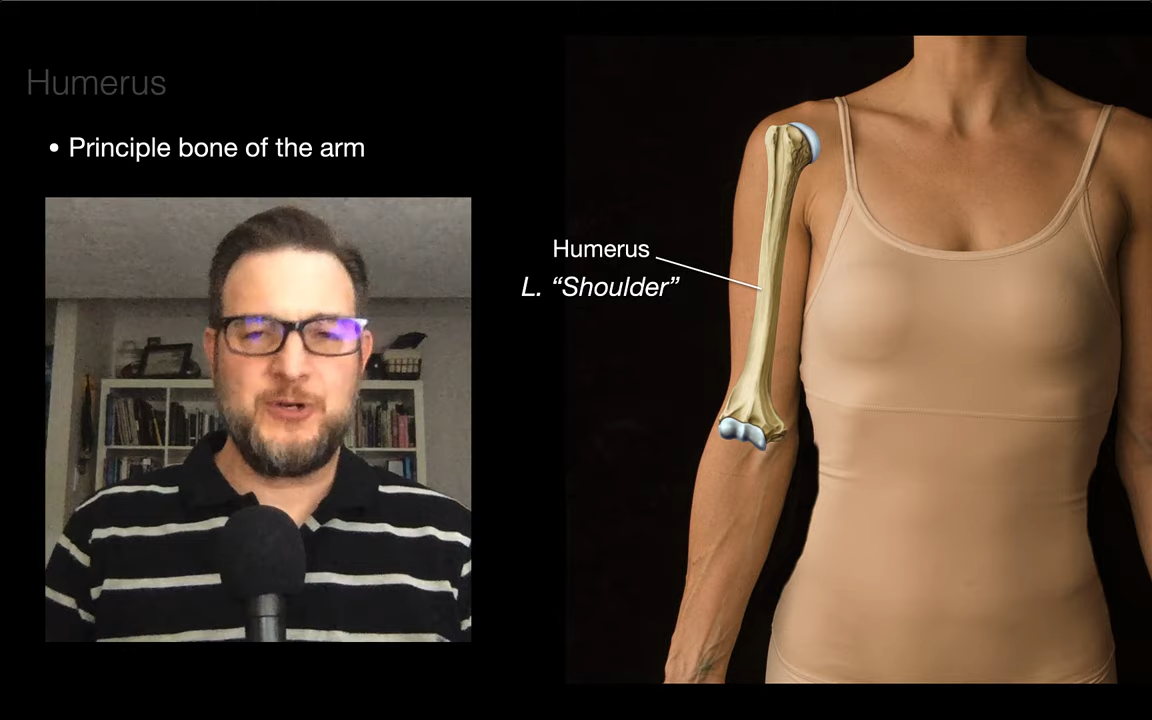 Humerus
• Principle bone of the arm
Humerus
L. “Shoulder”